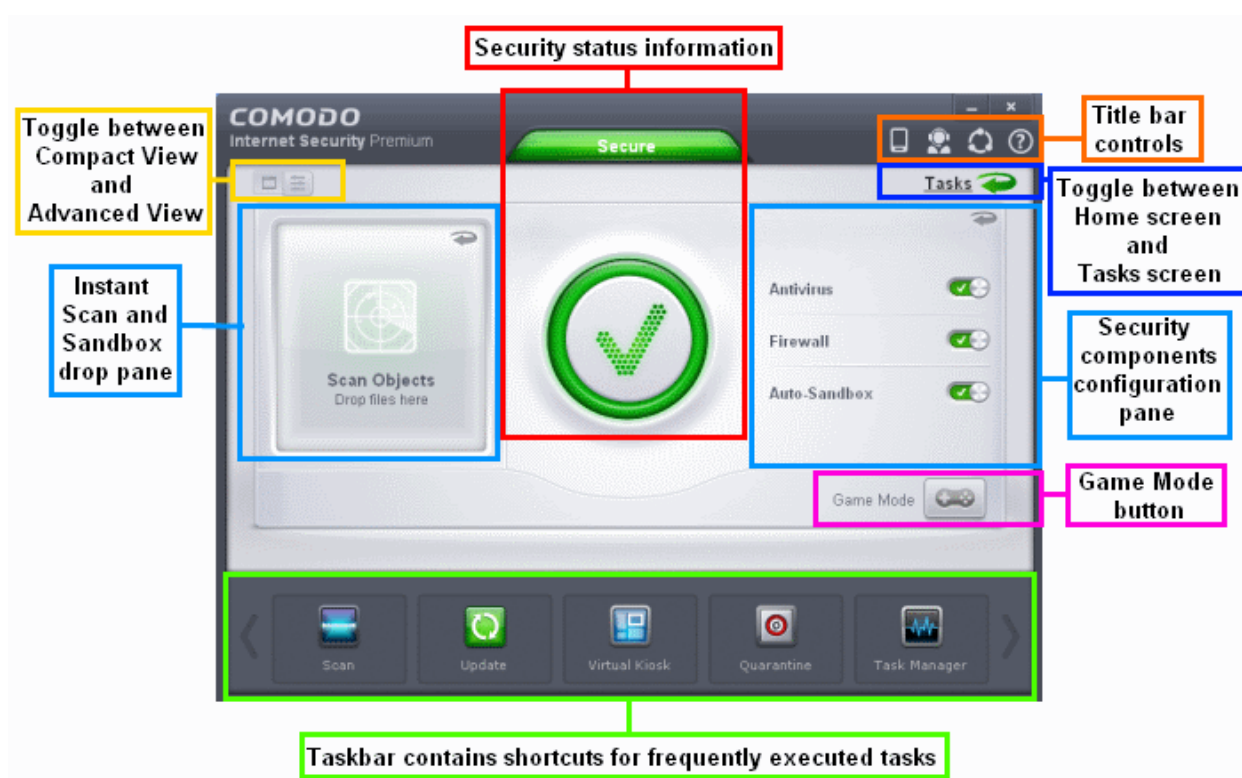 Security status information
COMODO
Internet Security Premium
Secure
Toggle between
Compact View
and
Advanced View
Title bar
controls
Tasks
Toggle between
Home screen
and
Tasks screen
Instant
Scan and
Sandbox
drop pane
Scan Objects
Drop files here
Antivirus
Firewall
Auto-Sandbox
Security
components
configuration
pane
Game Mode
Game Mode
button
Scan
Update
Virtual Kiosk
Quarantine
Task Manager
Taskbar contains shortcuts for frequently executed tasks